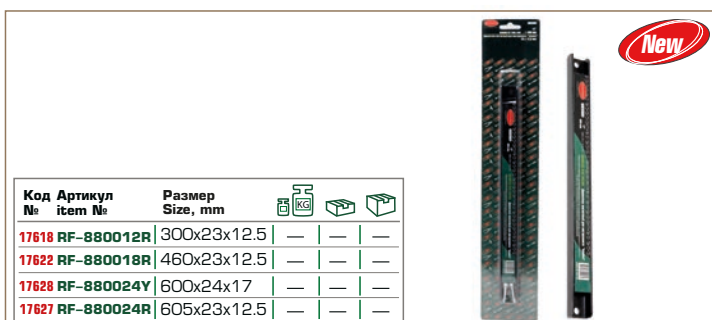 New
Код Артикул Размер
№ item № Size, mm KG
17618 RF-880012R 300x23x12.5 — — —
17622 RF-880018R 460x23x12.5 — — —
17628 RF-880024Y 600x24x17 — — —
17627 RF-880024R 605x23x12.5 — — —